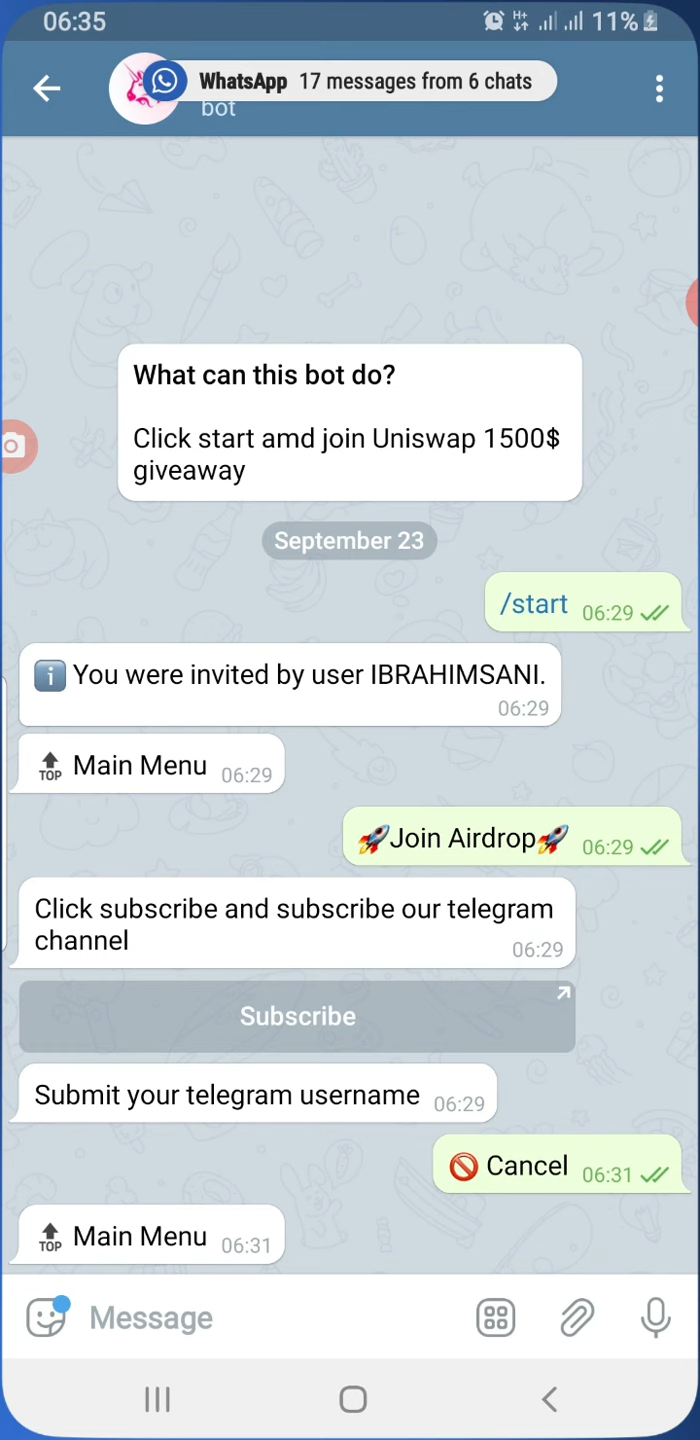 06:35
11%
WhatsApp 17 messages from 6 chats
bot
What can this bot do?
Click start amd join Uniswap 1500$
giveaway
September 23
/start 06:29
i You were invited by user IBRAHIMSANI.
06:29
TOP Main Menu 06:29
🚀Join Airdrop🚀 06:29
Click subscribe and subscribe our telegram
channel 06:29
Subscribe
Submit your telegram username 06:29
🚫 Cancel 06:31
TOP Main Menu 06:31
Message